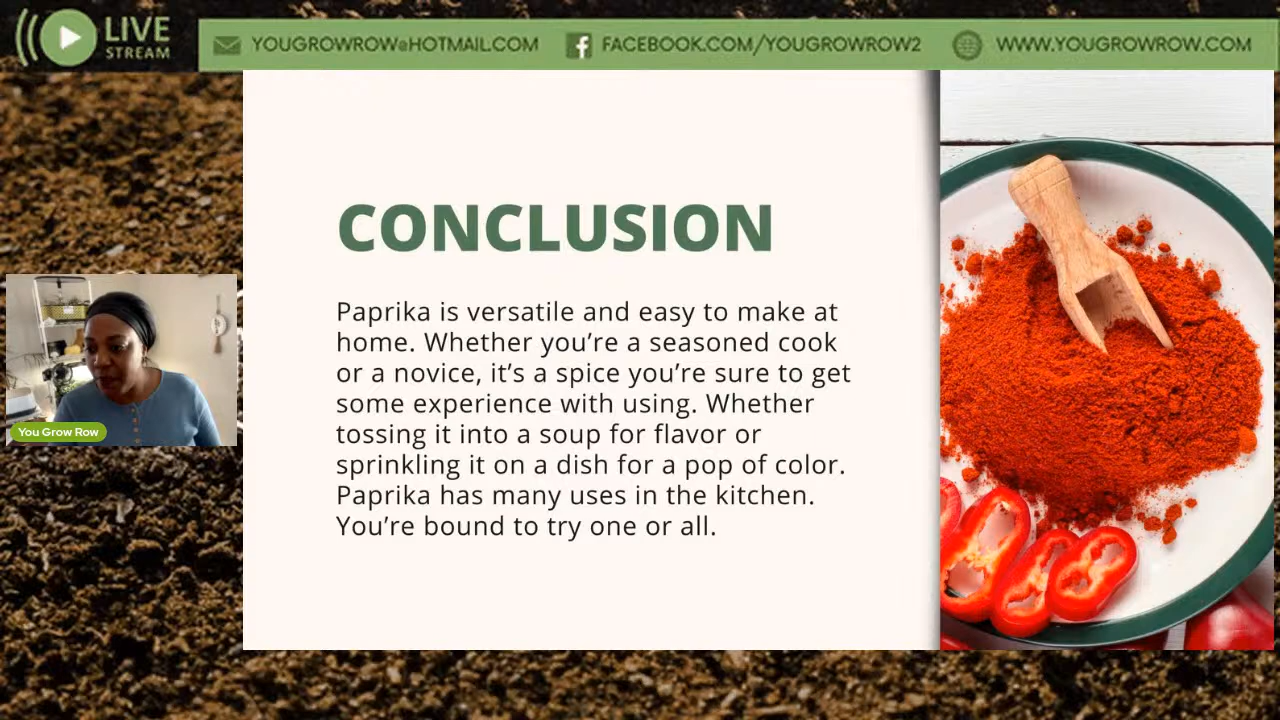 LIVE
STREAM
YOUGROWROW@HOTMAIL.COM
FACEBOOK.COM/YOUGROWROW2
WWW.YOUGROWROW.COM
CONCLUSION
Paprika is versatile and easy to make at
home. Whether you’re a seasoned cook
or a novice, it’s a spice you’re sure to get
some experience with using. Whether
tossing it into a soup for flavor or
sprinkling it on a dish for a pop of color.
Paprika has many uses in the kitchen.
You’re bound to try one or all.
You Grow Row